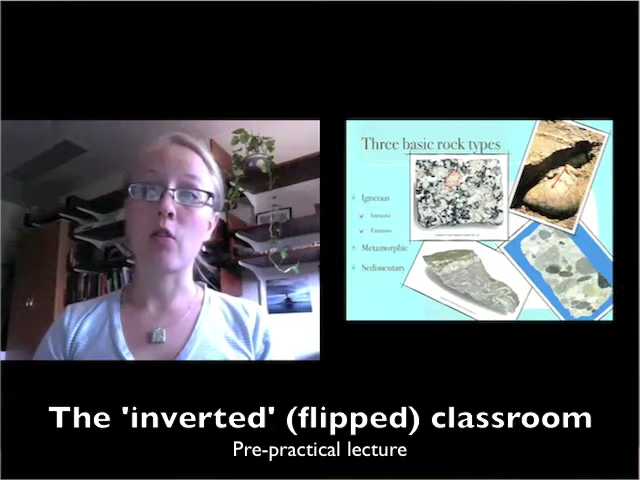 Three basic rock types
Igneous
Intrusive
Extrusive
Metamorphic
Sedimentary
The 'inverted' (flipped) classroom
Pre-practical lecture